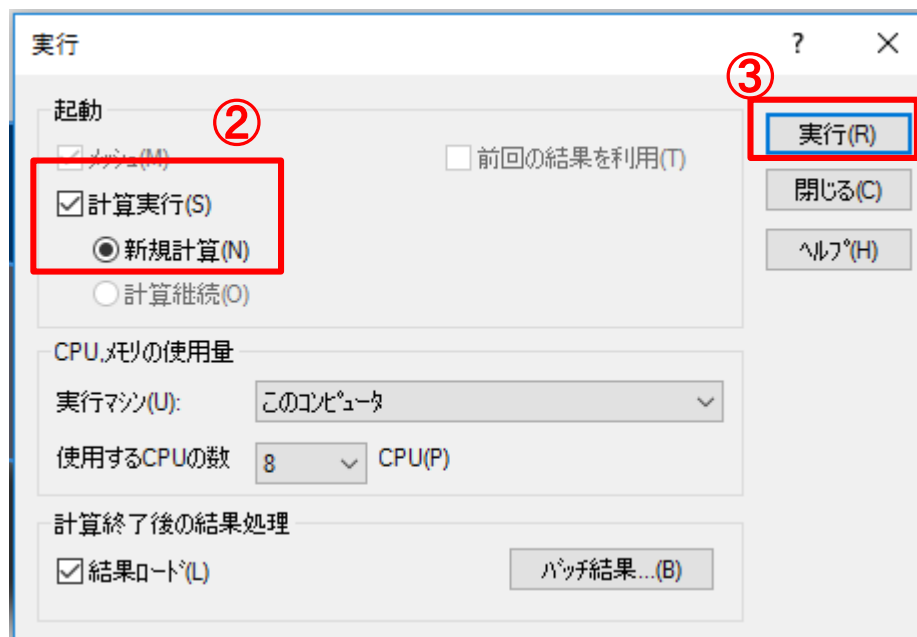 実行
?
③
起動
②
実行(R)
メッシュ(M)
前回の結果を利用(T)
計算実行(S)
閉じる(C)
新規計算(N)
ヘルプ(H)
計算継続(O)
CPU,メモリの使用量
実行マシン(U):
このコンピュータ
使用するCPUの数
8
CPU(P)
計算終了後の結果処理
結果ロード(L)
バッチ結果...(B)